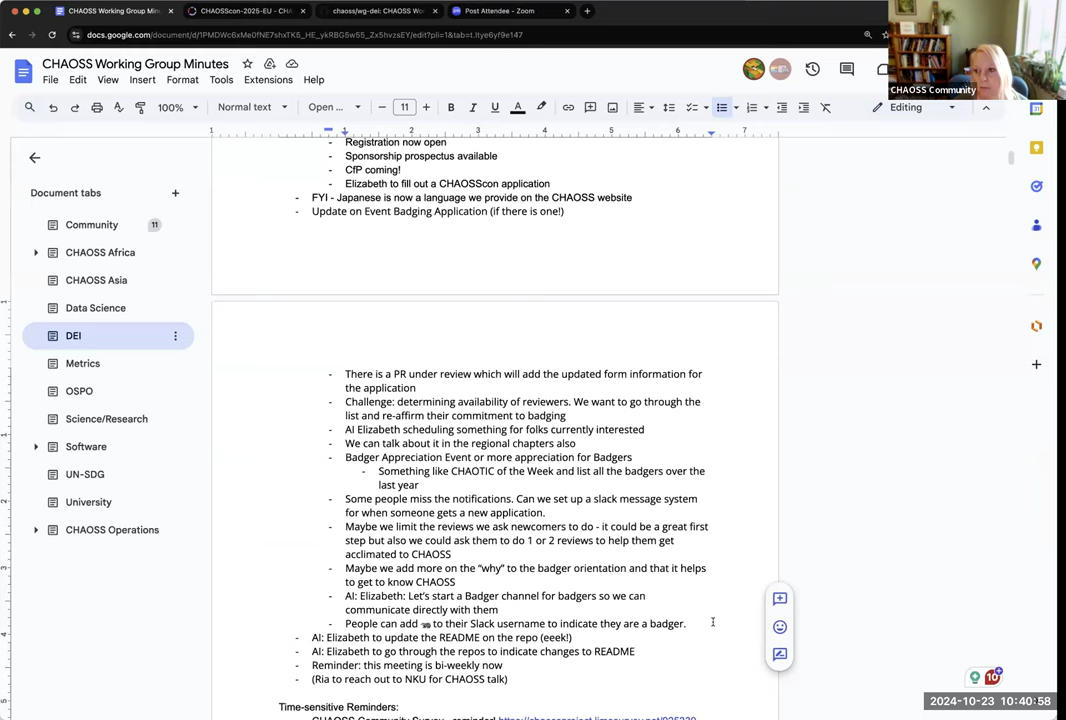 CHAOSS Working Group Min
CHAOSScon-2025-EU - CHA
chaoss/wg-dei: CHAOSS Wo
Post Attendee - Zoom
CHAOSS Working Group Minutes
File Edit View Insert Format Tools Extensions Help
100% Normal text Open ... 11 Editing
CHAOSS Community
1 1 2 3 4 5 6 7
Document tabs
Community 11
CHAOSS Africa
CHAOSS Asia
Data Science
DEI
Metrics
OSPO
Science/Research
Software
UN-SDG
University
CHAOSS Operations
- Registration now open
- Sponsorship prospectus available
- CfP coming!
- Elizabeth to fill out a CHAOSScon application
- FYI - Japanese is now a language we provide on the CHAOSS website
- Update on Event Badging Application (if there is one!)
- There is a PR under review which will add the updated form information for
the application
- Challenge: determining availability of reviewers. We want to go through the
list and re-affirm their commitment to badging
- AI Elizabeth scheduling something for folks currently interested
- We can talk about it in the regional chapters also
- Badger Appreciation Event or more appreciation for Badgers
- Something like CHAOTIC of the Week and list all the badgers over the
last year
- Some people miss the notifications. Can we set up a slack message system
for when someone gets a new application.
- Maybe we limit the reviews we ask newcomers to do - it could be a great first
step but also we could ask them to do 1 or 2 reviews to help them get
acclimated to CHAOSS
- Maybe we add more on the “why” to the badger orientation and that it helps
to get to know CHAOSS
- AI: Elizabeth: Let’s start a Badger channel for badgers so we can
communicate directly with them
- People can add 🦡 to their Slack username to indicate they are a badger.
- AI: Elizabeth to update the README on the repo (eeek!)
- AI: Elizabeth to go through the repos to indicate changes to README
- Reminder: this meeting is bi-weekly now
- (Ria to reach out to NKU for CHAOSS talk)
Time-sensitive Reminders:
10
2024-10-23 10:40:58